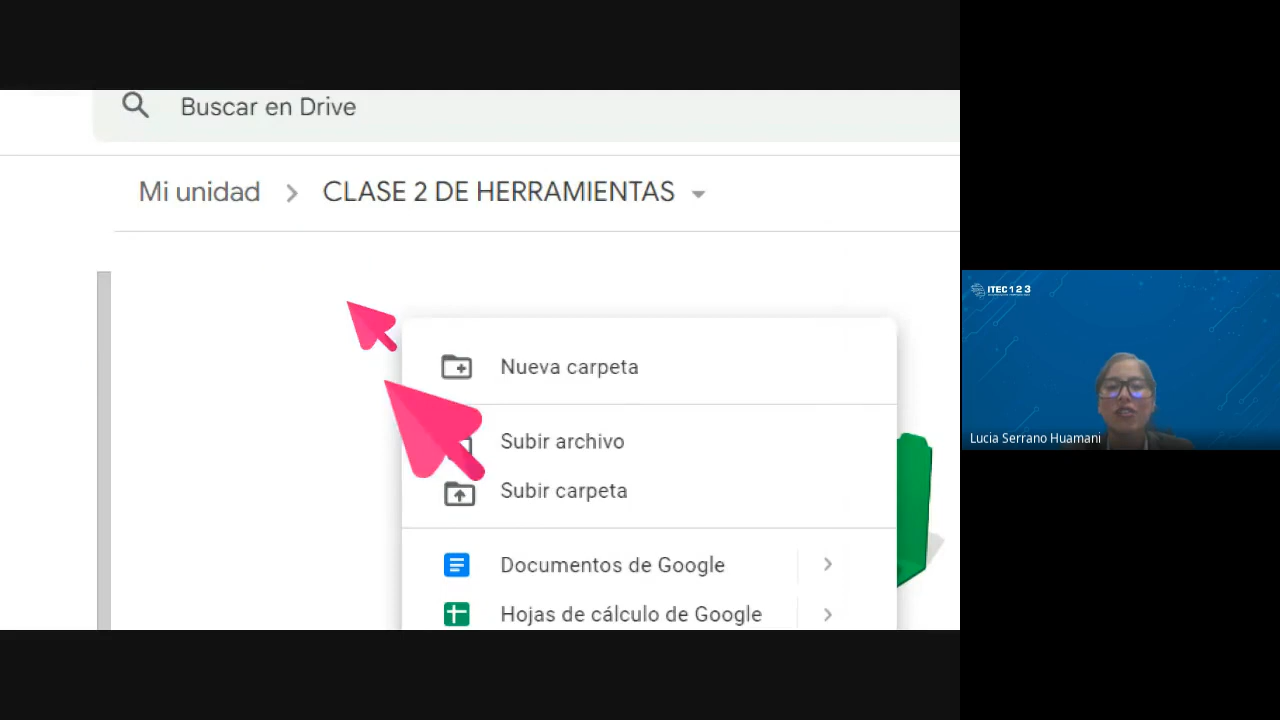 Buscar en Drive
Mi unidad > CLASE 2 DE HERRAMIENTAS
Nueva carpeta
Subir archivo
Subir carpeta
Documentos de Google
Hojas de cálculo de Google
ITEC 1 2 3
Lucia Serrano Huamani